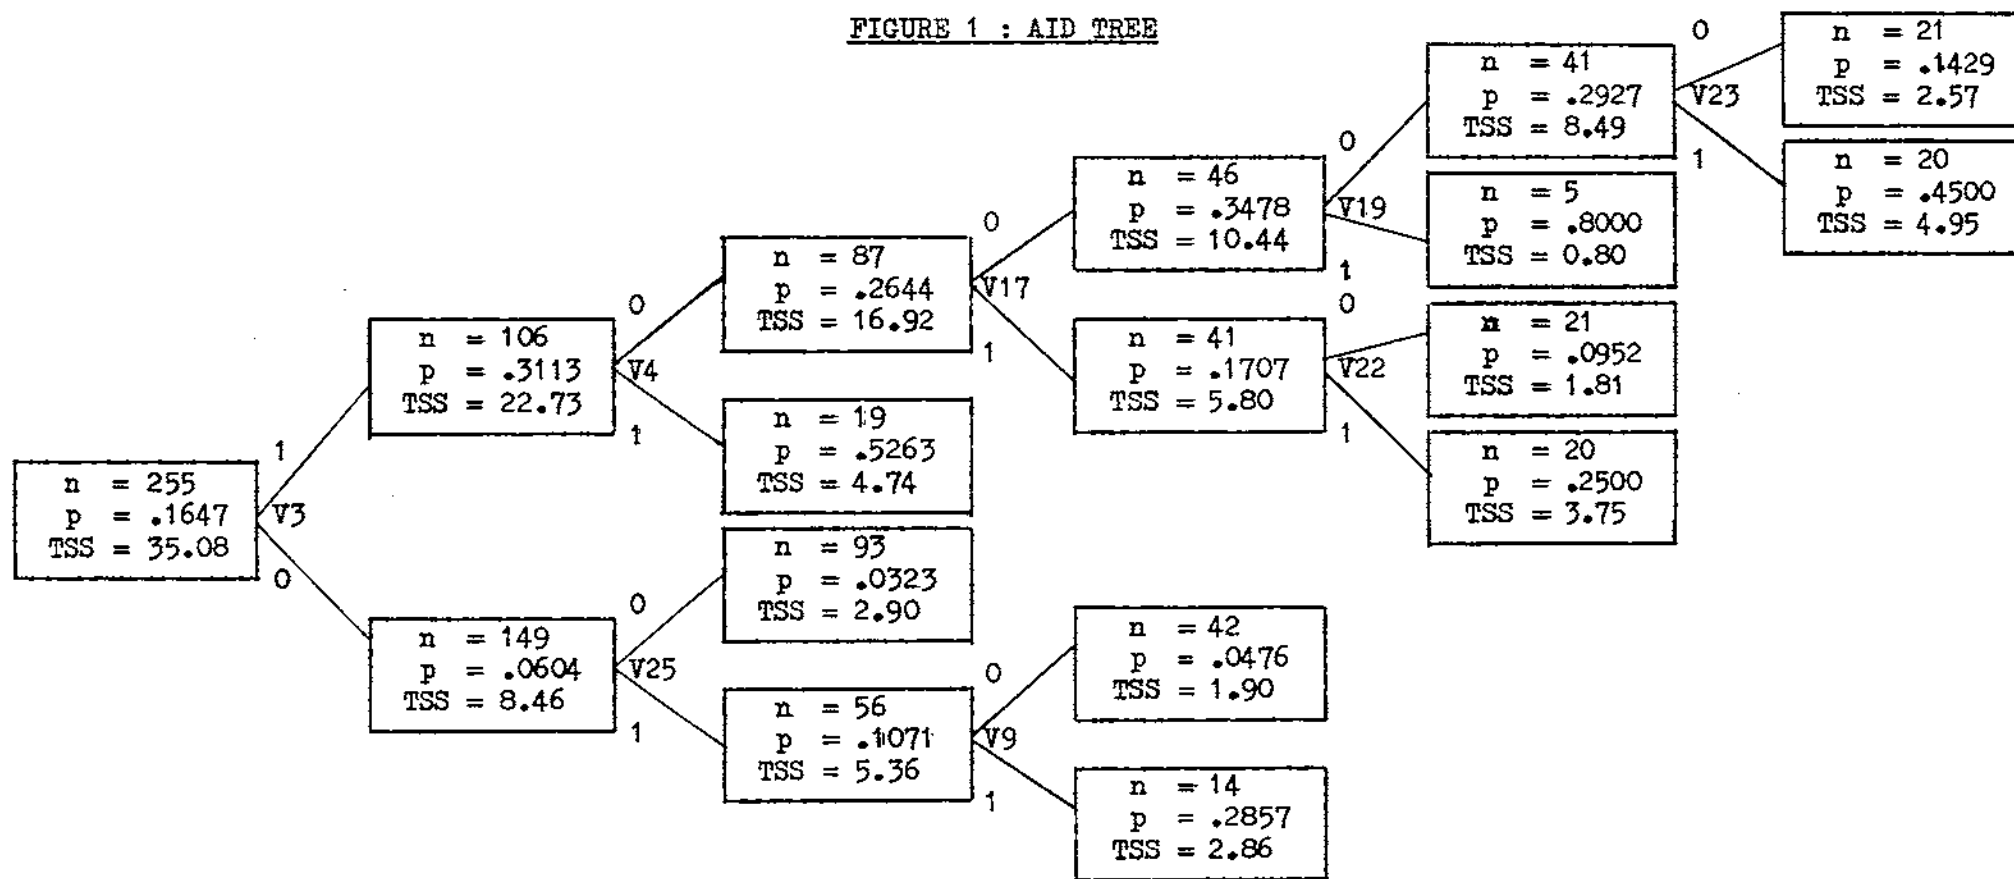 FIGURE 1 : AID TREE
n = 255
p = .1647
TSS = 35.08
V3
1
0
n = 106
p = .3113
TSS = 22.73
V4
0
1
n = 149
p = .0604
TSS = 8.46
V25
0
1
n = 87
p = .2644
TSS = 16.92
V17
0
1
n = 19
p = .5263
TSS = 4.74
n = 93
p = .0323
TSS = 2.90
n = 56
p = .1071
TSS = 5.36
V9
0
1
n = 46
p = .3478
TSS = 10.44
V19
0
1
n = 41
p = .1707
TSS = 5.80
V22
0
1
n = 42
p = .0476
TSS = 1.90
n = 14
p = .2857
TSS = 2.86
n = 41
p = .2927
TSS = 8.49
V23
0
1
n = 5
p = .8000
TSS = 0.80
n = 21
p = .0952
TSS = 1.81
n = 20
p = .2500
TSS = 3.75
n = 21
p = .1429
TSS = 2.57
n = 20
p = .4500
TSS = 4.95